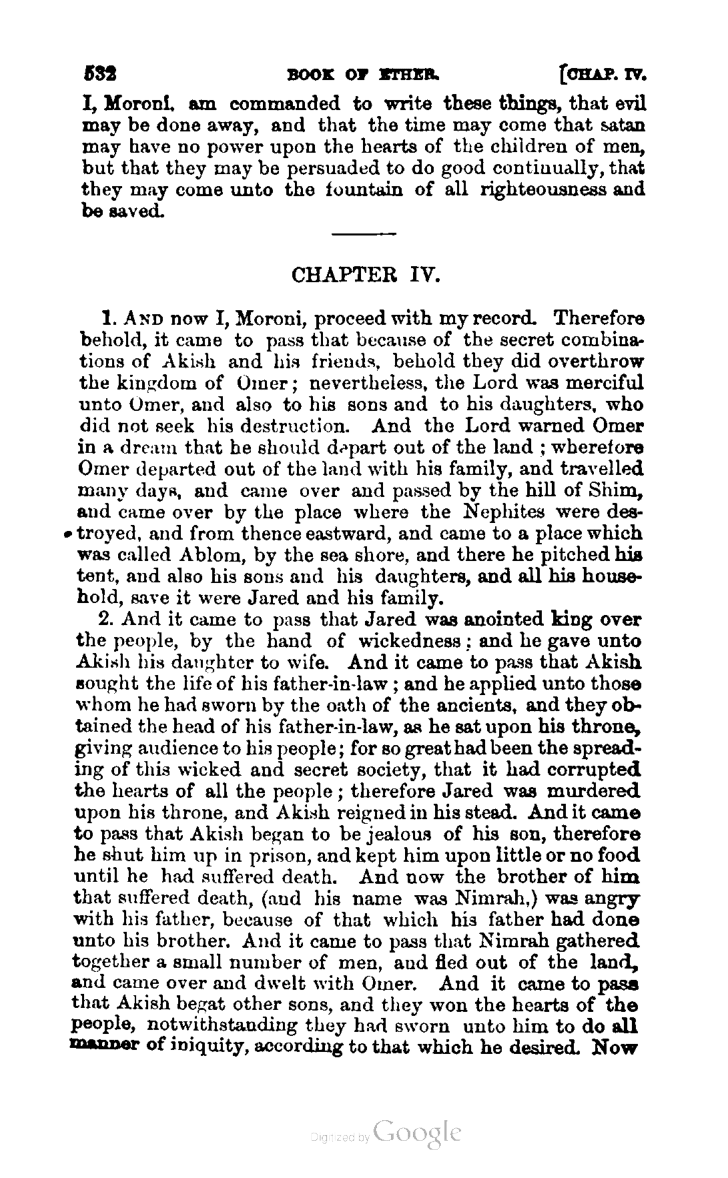 532 BOOK OF ETHER. [CHAP. IV.
I, Moroni, am commanded to write these things, that evil
may be done away, and that the time may come that satan
may have no power upon the hearts of the children of men,
but that they may be persuaded to do good continually, that
they may come unto the fountain of all righteousness and
be saved.
CHAPTER IV.
1. AND now I, Moroni, proceed with my record. Therefore
behold, it came to pass that because of the secret combina-
tions of Akish and his friends, behold they did overthrow
the kingdom of Omer; nevertheless, the Lord was merciful
unto Omer, and also to his sons and to his daughters, who
did not seek his destruction. And the Lord warned Omer
in a dream that he should depart out of the land; wherefore
Omer departed out of the land with his family, and travelled
many days, and came over and passed by the hill of Shim,
and came over by the place where the Nephites were des-
troyed, and from thence eastward, and came to a place which
was called Ablom, by the sea shore, and there he pitched his
tent, and also his sons and his daughters, and all his house-
hold, save it were Jared and his family.
2. And it came to pass that Jared was anointed king over
the people, by the hand of wickedness; and he gave unto
Akish his daughter to wife. And it came to pass that Akish
sought the life of his father-in-law; and he applied unto those
whom he had sworn by the oath of the ancients, and they ob-
tained the head of his father-in-law, as he sat upon his throne,
giving audience to his people; for so great had been the spread-
ing of this wicked and secret society, that it had corrupted
the hearts of all the people; therefore Jared was murdered
upon his throne, and Akish reigned in his stead. And it came
to pass that Akish began to be jealous of his son, therefore
he shut him up in prison, and kept him upon little or no food
until he had suffered death. And now the brother of him
that suffered death, (and his name was Nimrah,) was angry
with his father, because of that which his father had done
unto his brother. And it came to pass that Nimrah gathered
together a small number of men, and fled out of the land,
and came over and dwelt with Omer. And it came to pass
that Akish begat other sons, and they won the hearts of the
people, notwithstanding they had sworn unto him to do all
manner of iniquity, according to that which he desired. Now
Digitized by Google